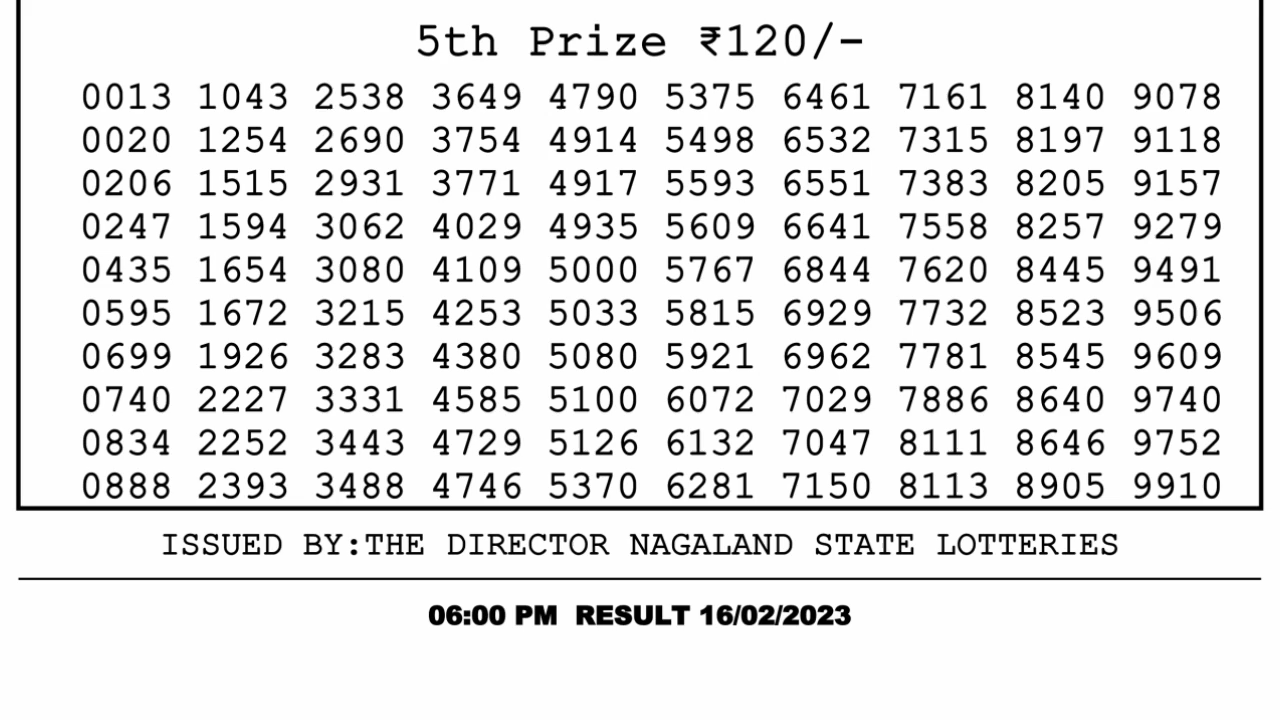 5th Prize ₹120/-
0013 1043 2538 3649 4790 5375 6461 7161 8140 9078
0020 1254 2690 3754 4914 5498 6532 7315 8197 9118
0206 1515 2931 3771 4917 5593 6551 7383 8205 9157
0247 1594 3062 4029 4935 5609 6641 7558 8257 9279
0435 1654 3080 4109 5000 5767 6844 7620 8445 9491
0595 1672 3215 4253 5033 5815 6929 7732 8523 9506
0699 1926 3283 4380 5080 5921 6962 7781 8545 9609
0740 2227 3331 4585 5100 6072 7029 7886 8640 9740
0834 2252 3443 4729 5126 6132 7047 8111 8646 9752
0888 2393 3488 4746 5370 6281 7150 8113 8905 9910
ISSUED BY:THE DIRECTOR NAGALAND STATE LOTTERIES
06:00 PM RESULT 16/02/2023